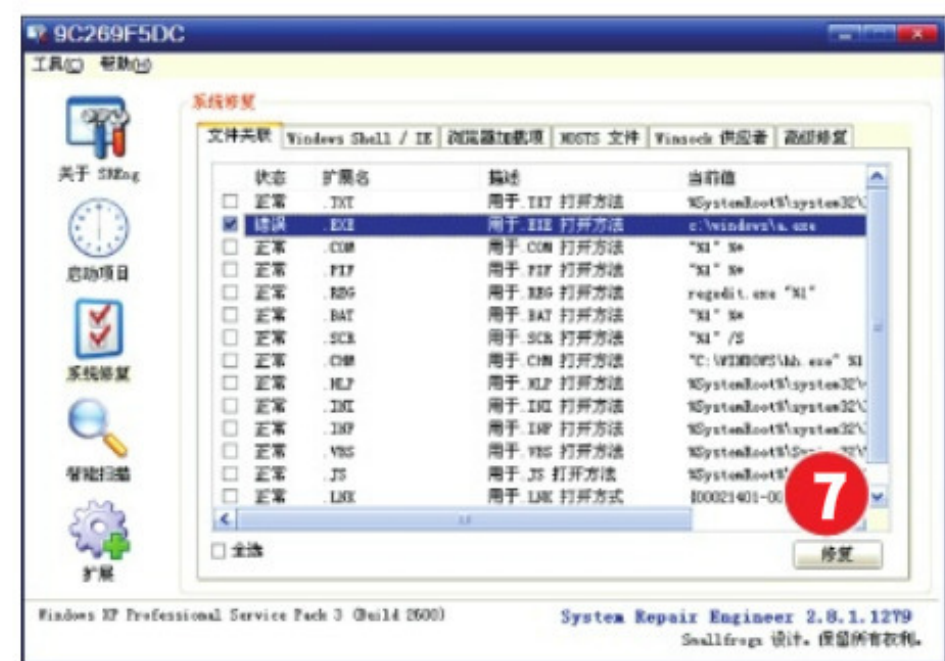 9C269F5DC
工具(C) 帮助(H)
系统修复
文件关联 Windows Shell / IE 浏览器加载项 HOSTS 文件 Winsock 供应者 高级修复
关于 SREng
启动项目
系统修复
智能扫描
扩展
状态 扩展名 描述 当前值
正常 .TXT 用于.TXT 打开方法 %SystemRoot%\system32\
错误 .EXE 用于.EXE 打开方法 c:\windows\a.exe
正常 .COM 用于.COM 打开方法 "%1" %*
正常 .PIF 用于.PIF 打开方法 "%1" %*
正常 .REG 用于.REG 打开方法 regedit.exe "%1"
正常 .BAT 用于.BAT 打开方法 "%1" %*
正常 .SCR 用于.SCR 打开方法 "%1" /S
正常 .CHM 用于.CHM 打开方法 "C:\WINDOWS\hh.exe" %1
正常 .HLP 用于.HLP 打开方法 %SystemRoot%\system32\
正常 .INI 用于.INI 打开方法 %SystemRoot%\system32\
正常 .INF 用于.INF 打开方法 %SystemRoot%\system32\
正常 .VBS 用于.VBS 打开方法 %SystemRoot%\
正常 .JS 用于.JS 打开方法 %SystemRoot%\
正常 .LNK 用于.LNK 打开方式 {00021401-00
7
全选
修复
Windows XP Professional Service Pack 3 (Build 2600)
System Repair Engineer 2.8.1.1279
Smallfrogs 设计。保留所有权利。